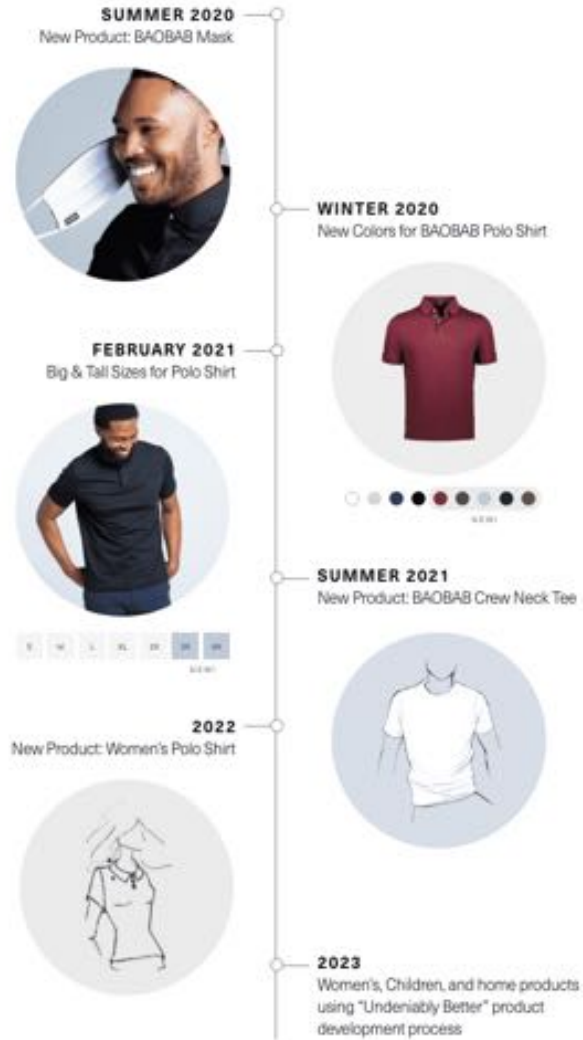 SUMMER 2020
New Product: BAOBAB Mask
WINTER 2020
New Colors for BAOBAB Polo Shirt
FEBRUARY 2021
Big & Tall Sizes for Polo Shirt
SUMMER 2021
New Product: BAOBAB Crew Neck Tee
S M L XL
2022
New Product: Women's Polo Shirt
2023
Women's, Children, and home products
using "Undeniably Better" product
development process